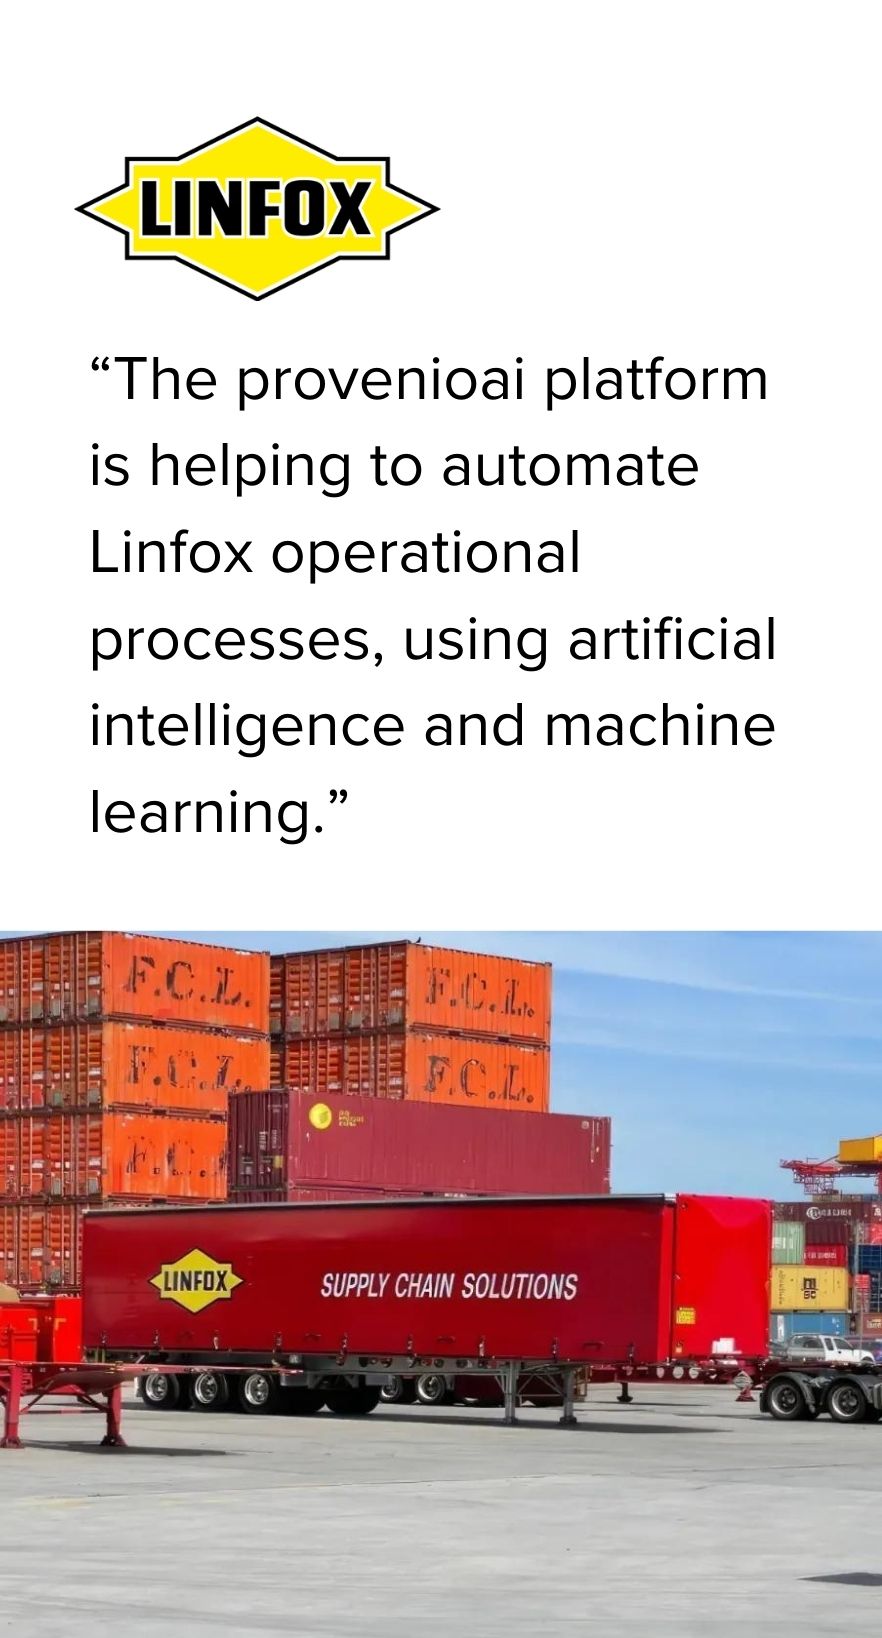 LINFOX
“The provenioai platform
is helping to automate
Linfox operational
processes, using artificial
intelligence and machine
learning.”
F.C.L.
F.C.L.
F.C.L.
F.C.L.
LINFOX
SUPPLY CHAIN SOLUTIONS